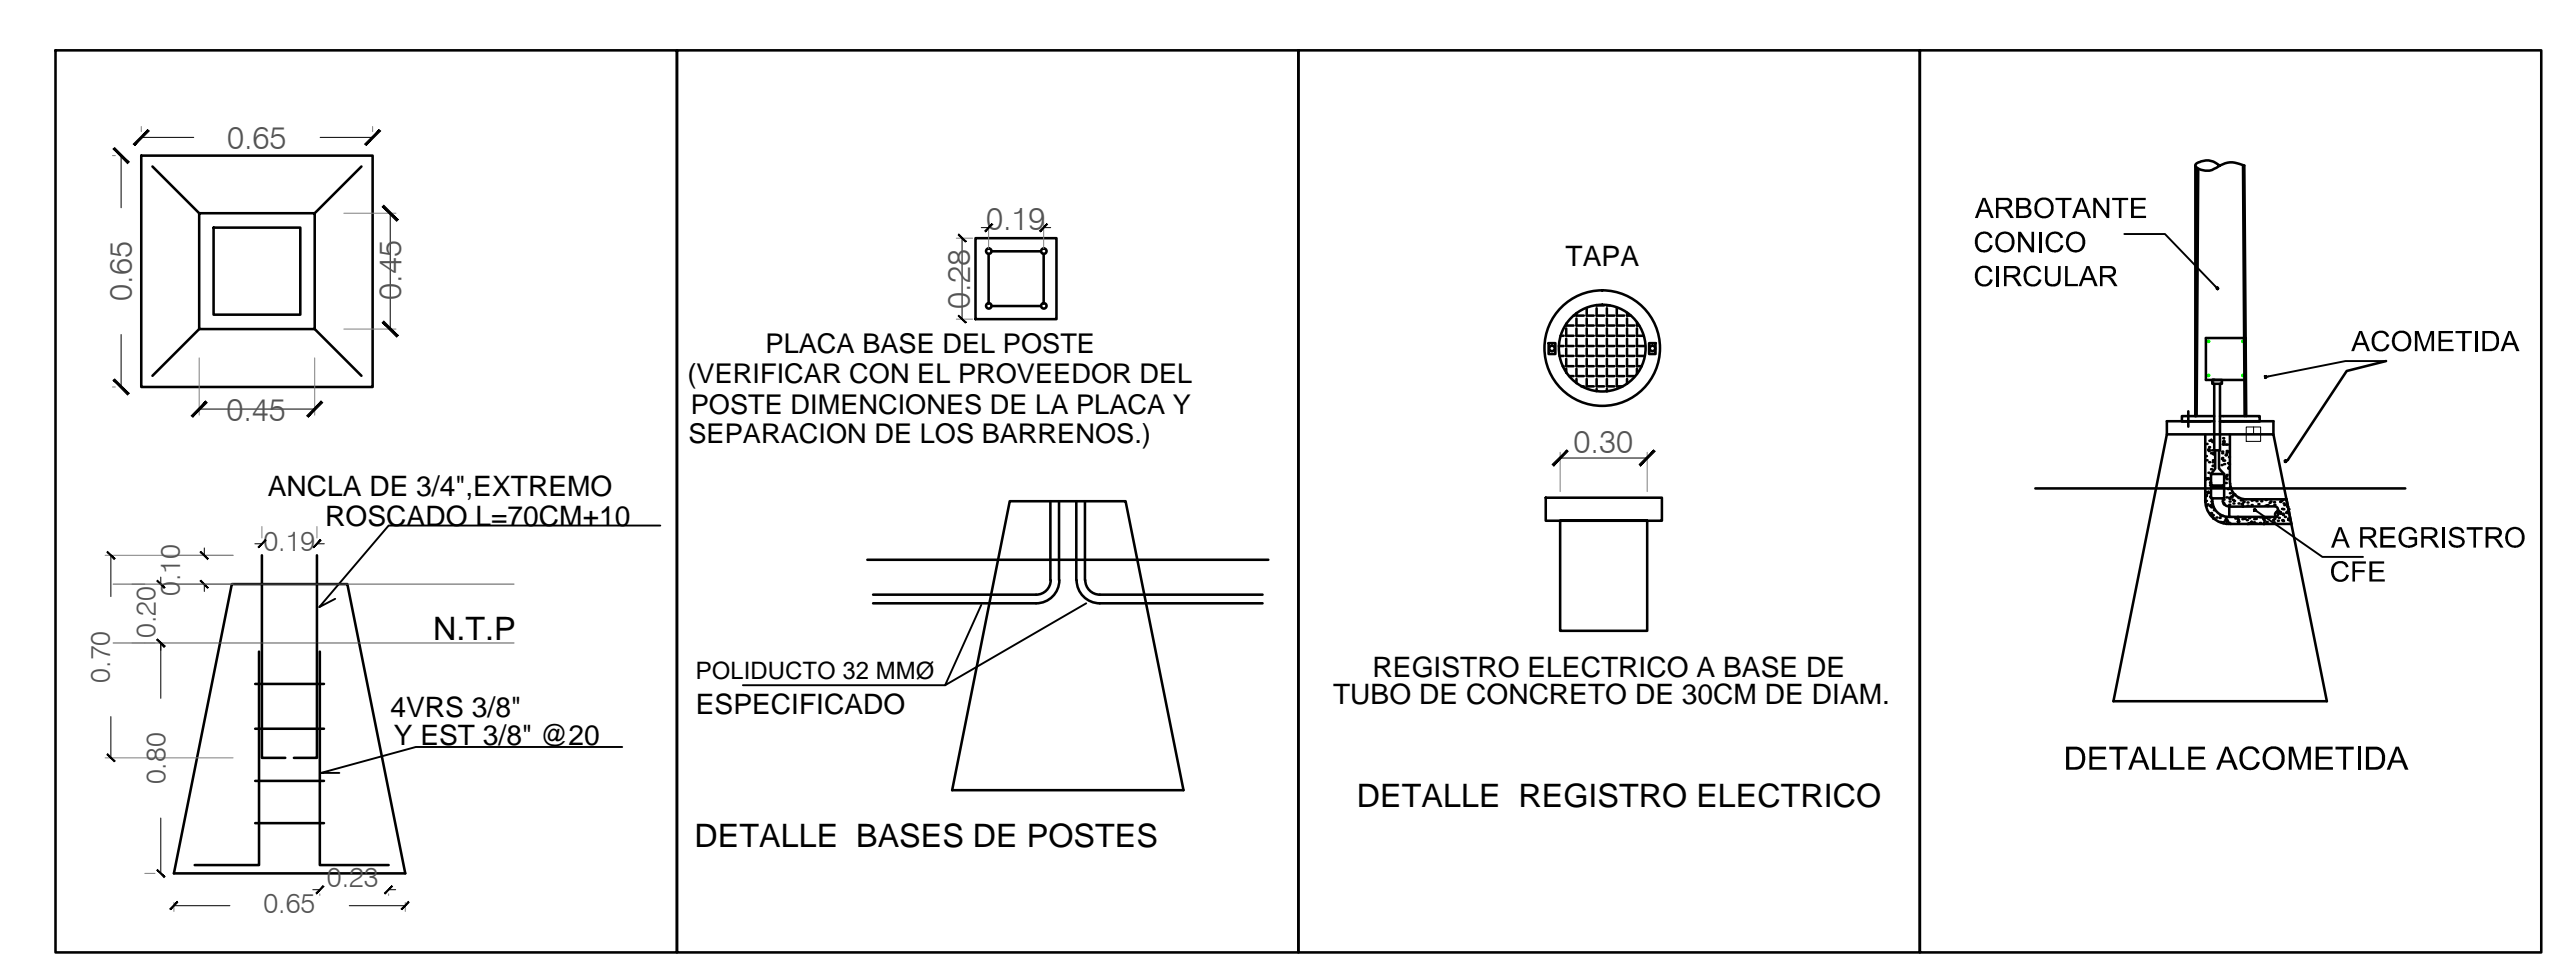 0.65
0.65
0.45
0.45
ANCLA DE 3/4",EXTREMO
ROSCADO L=70CM+10
0.19
0.10
0.20
0.70
N.T.P
4VRS 3/8"
Y EST 3/8" @20
0.80
0.23
0.65
0.19
0.28
PLACA BASE DEL POSTE
(VERIFICAR CON EL PROVEEDOR DEL
POSTE DIMENCIONES DE LA PLACA Y
SEPARACION DE LOS BARRENOS.)
POLIDUCTO 32 MMØ
ESPECIFICADO
DETALLE BASES DE POSTES
TAPA
0.30
REGISTRO ELECTRICO A BASE DE
TUBO DE CONCRETO DE 30CM DE DIAM.
DETALLE REGISTRO ELECTRICO
ARBOTANTE
CONICO
CIRCULAR
ACOMETIDA
A REGRISTRO
CFE
DETALLE ACOMETIDA